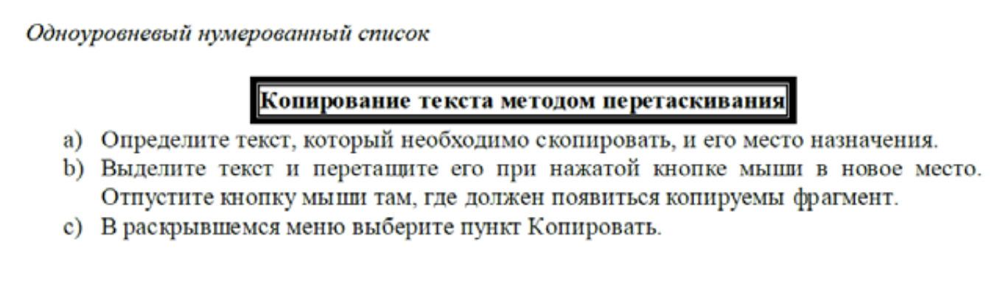 Одноуровневый нумерованный список
Копирование текста методом перетаскивания
a) Определите текст, который необходимо скопировать, и его место назначения.
b) Выделите текст и перетащите его при нажатой кнопке мыши в новое место.
Отпустите кнопку мыши там, где должен появиться копируемы фрагмент.
c) В раскрывшемся меню выберите пункт Копировать.